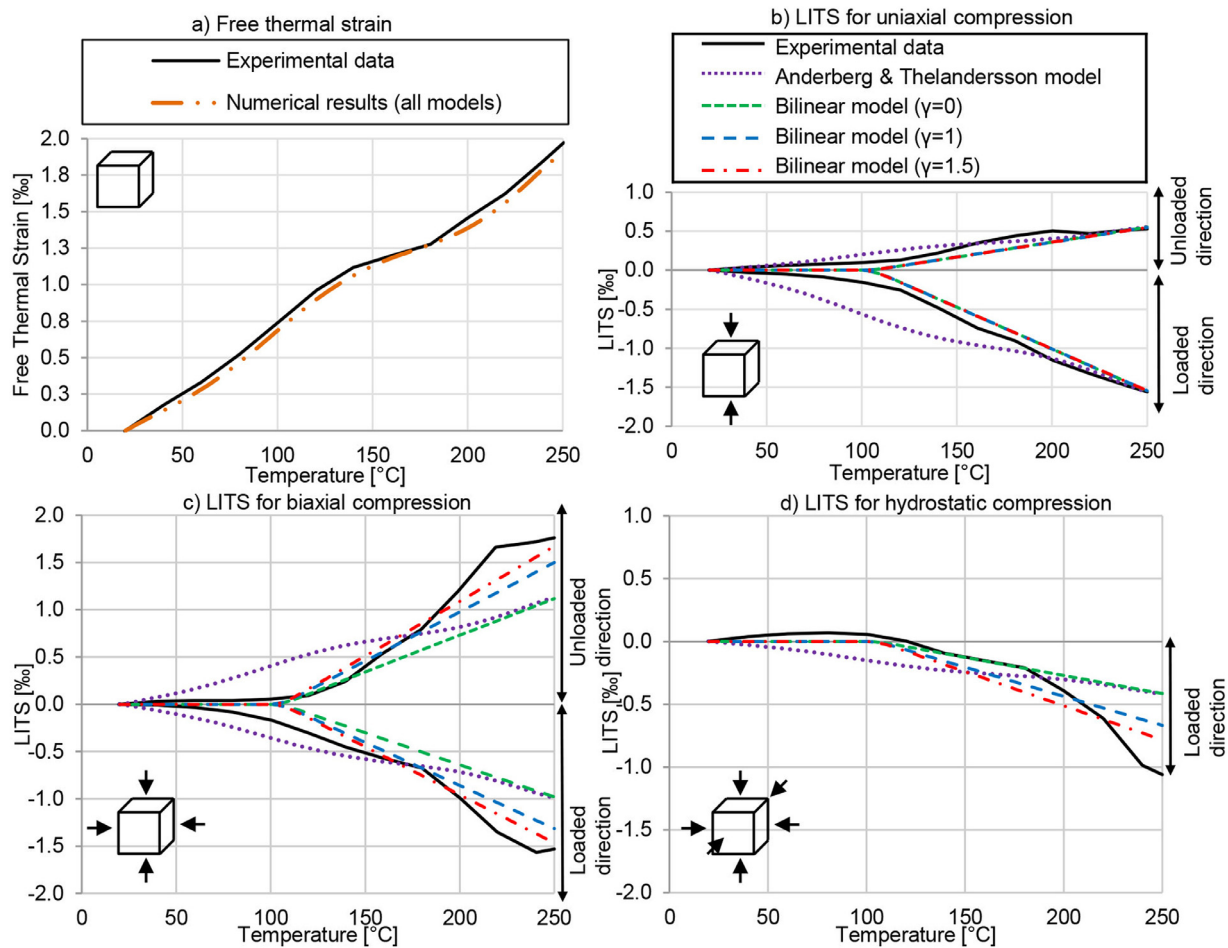 a) Free thermal strain
Experimental data
Numerical results (all models)
2.0
1.8
1.5
1.3
1.0
0.8
0.5
0.3
0.0
Free Thermal Strain [‰]
0 50 100 150 200 250
Temperature [°C]
b) LITS for uniaxial compression
Experimental data
Anderberg & Thelandersson model
Bilinear model (γ=0)
Bilinear model (γ=1)
Bilinear model (γ=1.5)
1.0
0.5
0.0
-0.5
-1.0
-1.5
-2.0
LITS [‰]
Unloaded
direction
Loaded
direction
0 50 100 150 200 250
Temperature [°C]
c) LITS for biaxial compression
2.0
1.5
1.0
0.5
0.0
-0.5
-1.0
-1.5
-2.0
LITS [‰]
Unloaded
direction
Loaded
direction
0 50 100 150 200 250
Temperature [°C]
d) LITS for hydrostatic compression
1.0
0.5
0.0
-0.5
-1.0
-1.5
-2.0
LITS [‰]
Loaded
direction
0 50 100 150 200 250
Temperature [°C]